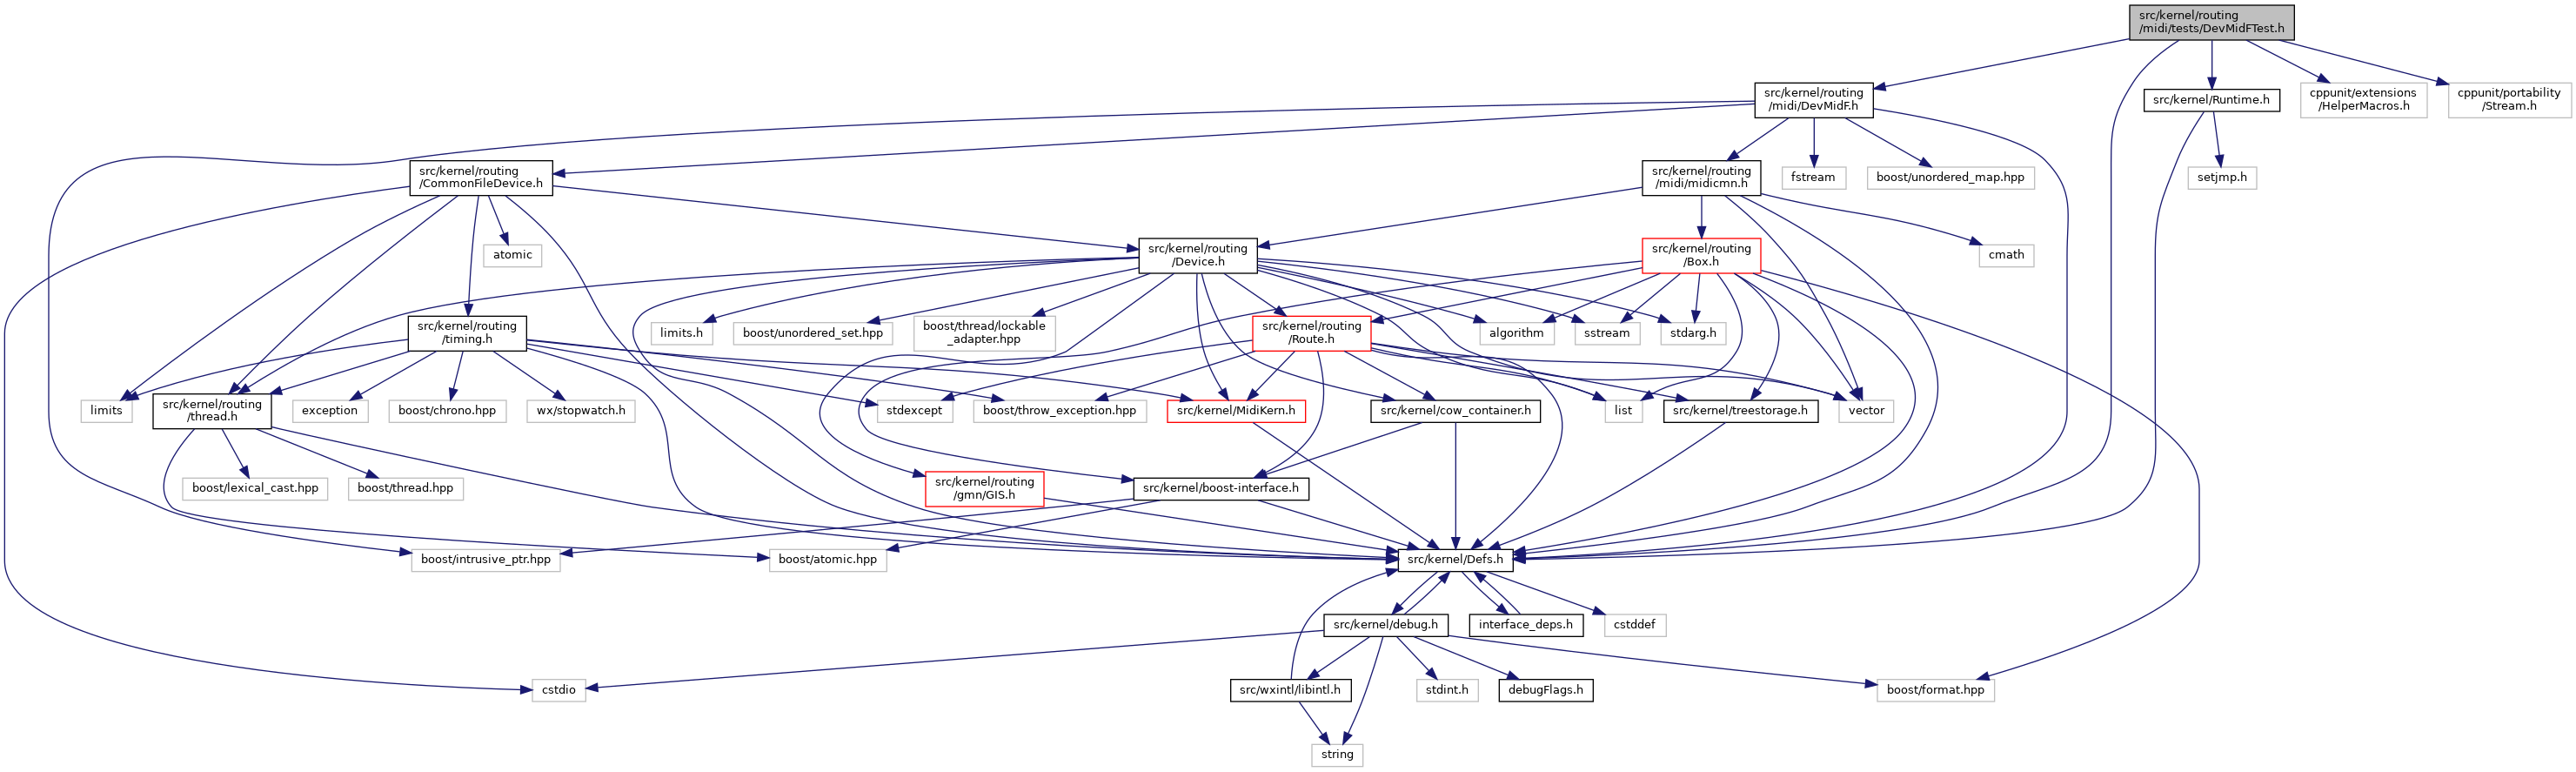 src/kernel/routing
/midi/tests/DevMidFTest.h
src/kernel/routing
/midi/DevMidF.h
src/kernel/Runtime.h
cppunit/extensions
/HelperMacros.h
cppunit/portability
/Stream.h
src/kernel/routing
/CommonFileDevice.h
src/kernel/routing
/midi/midicmn.h
fstream
boost/unordered_map.hpp
setjmp.h
atomic
src/kernel/routing
/Device.h
src/kernel/routing
/Box.h
cmath
src/kernel/routing
/timing.h
limits.h
boost/unordered_set.hpp
boost/thread/lockable
_adapter.hpp
src/kernel/routing
/Route.h
algorithm
sstream
stdarg.h
limits
src/kernel/routing
/thread.h
exception
boost/chrono.hpp
wx/stopwatch.h
stdexcept
boost/throw_exception.hpp
src/kernel/MidiKern.h
src/kernel/cow_container.h
list
src/kernel/treestorage.h
vector
boost/lexical_cast.hpp
boost/thread.hpp
src/kernel/routing
/gmn/GIS.h
src/kernel/boost-interface.h
boost/intrusive_ptr.hpp
boost/atomic.hpp
src/kernel/Defs.h
src/kernel/debug.h
interface_deps.h
cstddef
cstdio
src/wxintl/libintl.h
stdint.h
debugFlags.h
boost/format.hpp
string